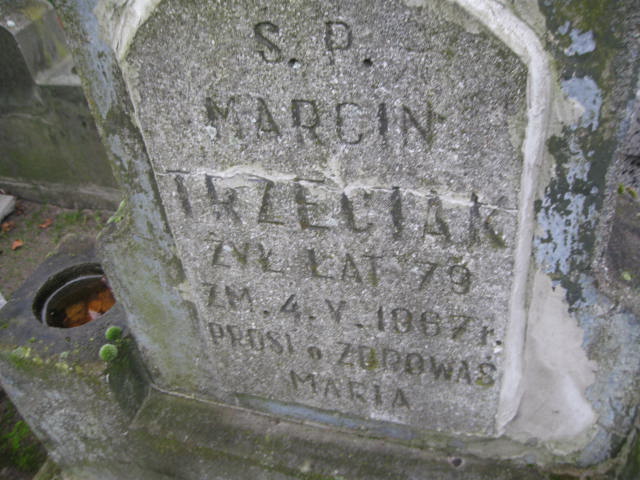 Ś. P.
MARCIN
TRZECIAK
ŻYŁ LAT 79
ZM. 4. V. 1967 r.
PROSI o ZDROWAŚ
MARIA